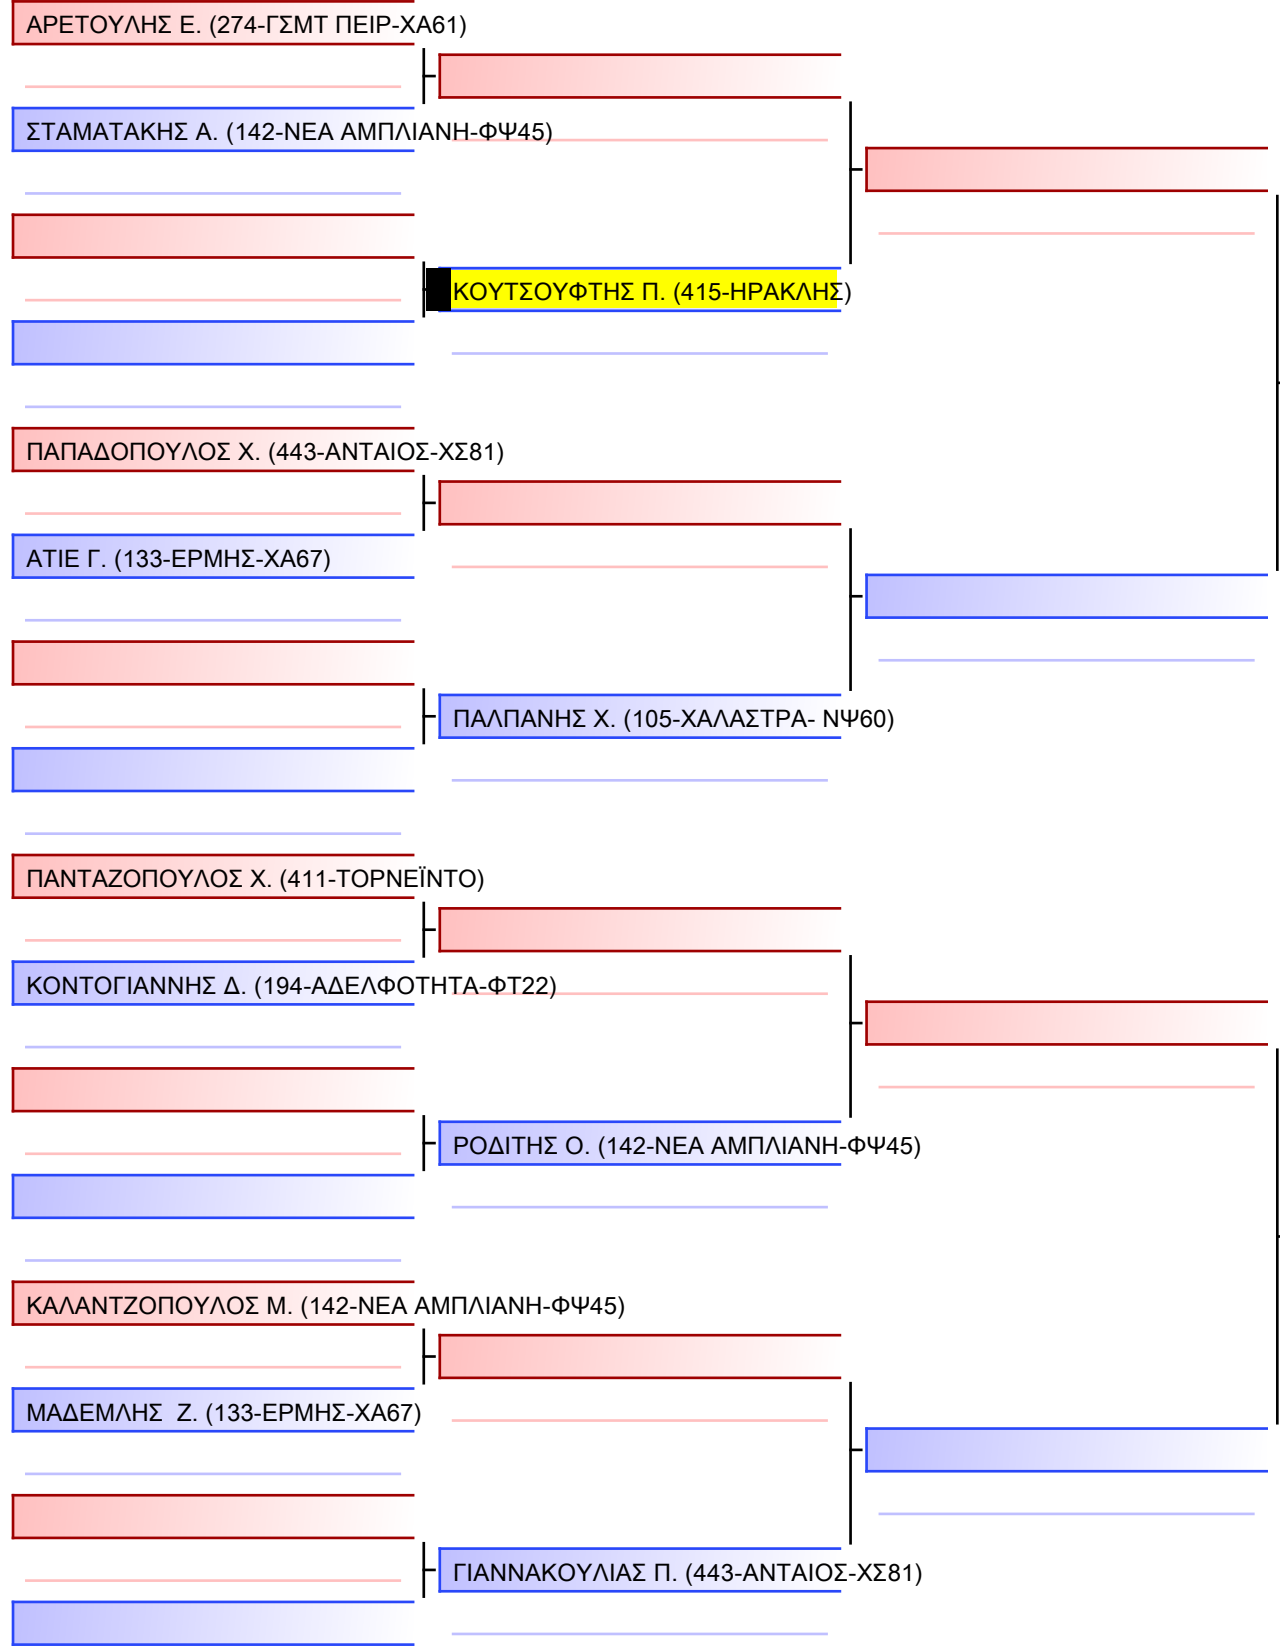 ΑΡΕΤΟΥΛΗΣ Ε. (274-ΓΣΜΤ ΠΕΙΡ-ΧΑ61)
ΣΤΑΜΑΤΑΚΗΣ Α. (142-ΝΕΑ ΑΜΠΛΙΑΝΗ-ΦΨ45)
ΚΟΥΤΣΟΥΦΤΗΣ Π. (415-ΗΡΑΚΛΗΣ)
ΠΑΠΑΔΟΠΟΥΛΟΣ Χ. (443-ΑΝΤΑΙΟΣ-ΧΣ81)
ΑΤΙΕ Γ. (133-ΕΡΜΗΣ-ΧΑ67)
ΠΑΛΠΑΝΗΣ Χ. (105-ΧΑΛΑΣΤΡΑ- ΝΨ60)
ΠΑΝΤΑΖΟΠΟΥΛΟΣ Χ. (411-ΤΟΡΝΕΪΝΤΟ)
ΚΟΝΤΟΓΙΑΝΝΗΣ Δ. (194-ΑΔΕΛΦΟΤΗΤΑ-ΦΤ22)
ΡΟΔΙΤΗΣ Ο. (142-ΝΕΑ ΑΜΠΛΙΑΝΗ-ΦΨ45)
ΚΑΛΑΝΤΖΟΠΟΥΛΟΣ Μ. (142-ΝΕΑ ΑΜΠΛΙΑΝΗ-ΦΨ45)
ΜΑΔΕΜΛΗΣ  Ζ. (133-ΕΡΜΗΣ-ΧΑ67)
ΓΙΑΝΝΑΚΟΥΛΙΑΣ Π. (443-ΑΝΤΑΙΟΣ-ΧΣ81)